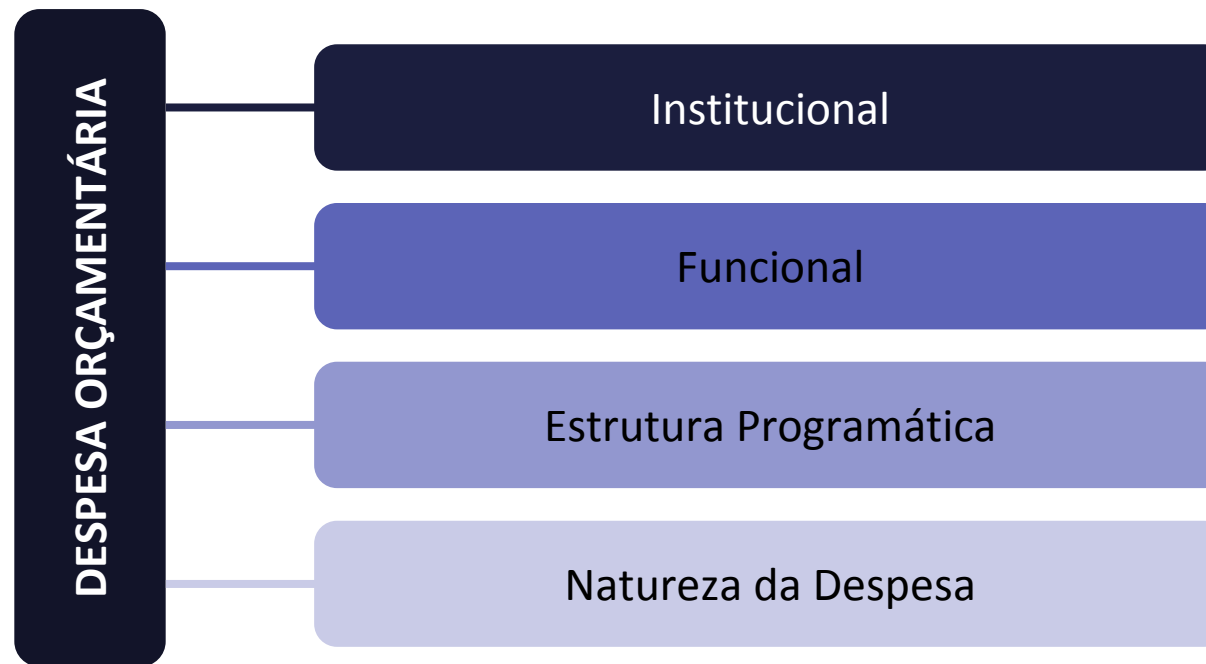 DESPESA ORÇAMENTÁRIA
Institucional
Funcional
Estrutura Programática
Natureza da Despesa